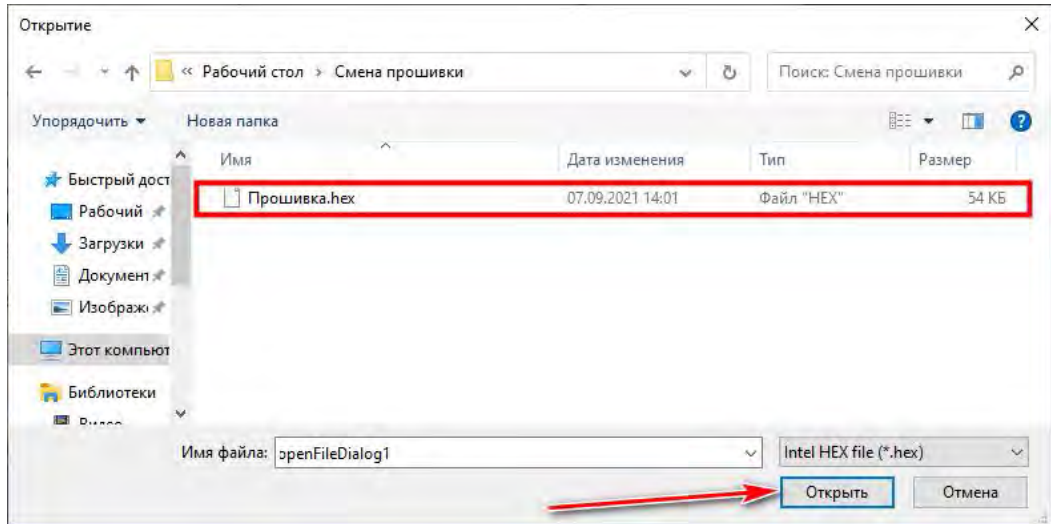 Открытие
« Рабочий стол › Смена прошивки
Поиск: Смена прошивки
Упорядочить
Новая папка
Имя
Дата изменения
Тип
Размер
Быстрый дост
Рабочий
Загрузки
Документ
Изображ
Этот компьют
Библиотеки
Прошивка.hex
07.09.2021 14:01
Файл "HEX"
54 КБ
Имя файла:
openFileDialog1
Intel HEX file (*.hex)
Открыть
Отмена